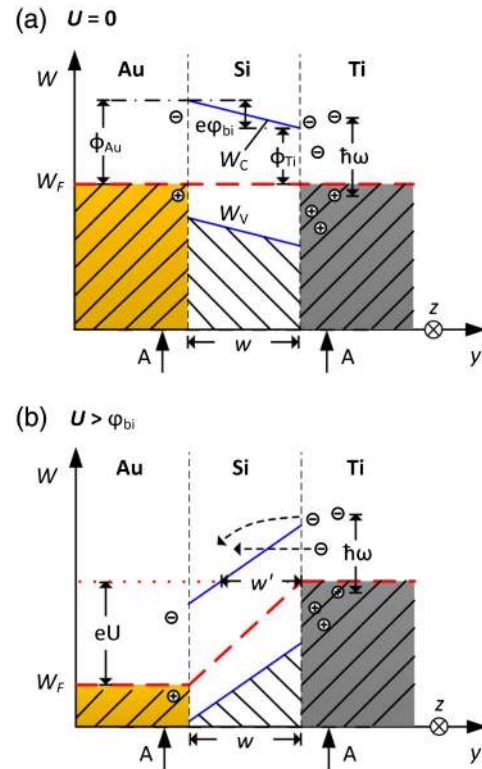 (a) U = 0
W
Au Si Ti
eφbi
ϕAu
WC
ϕTi
ħω
WF
WV
w
z
A A
y
(b) U > φbi
W
Au Si Ti
ħω
w'
eU
WF
w
z
A A
y